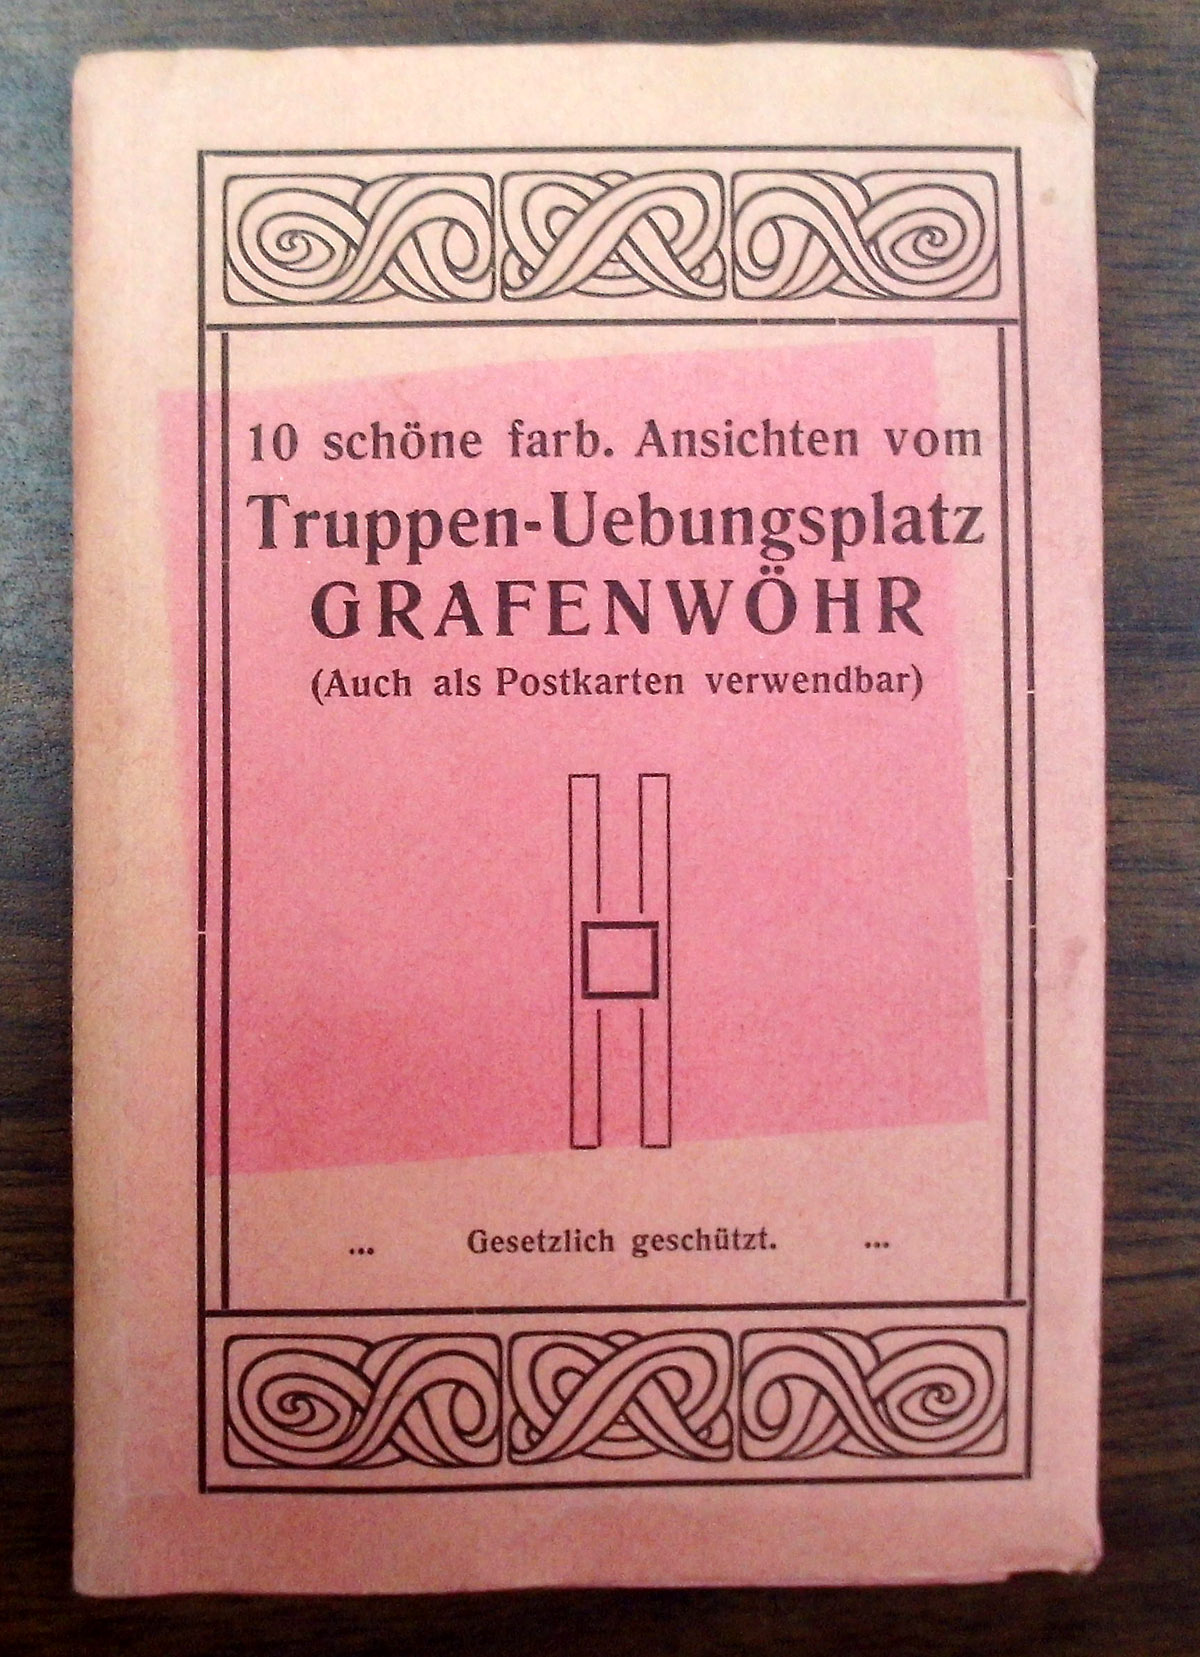 10 schöne farb. Ansichten vom
Truppen-Uebungsplatz
GRAFENWÖHR
(Auch als Postkarten verwendbar)
... Gesetzlich geschützt. ...